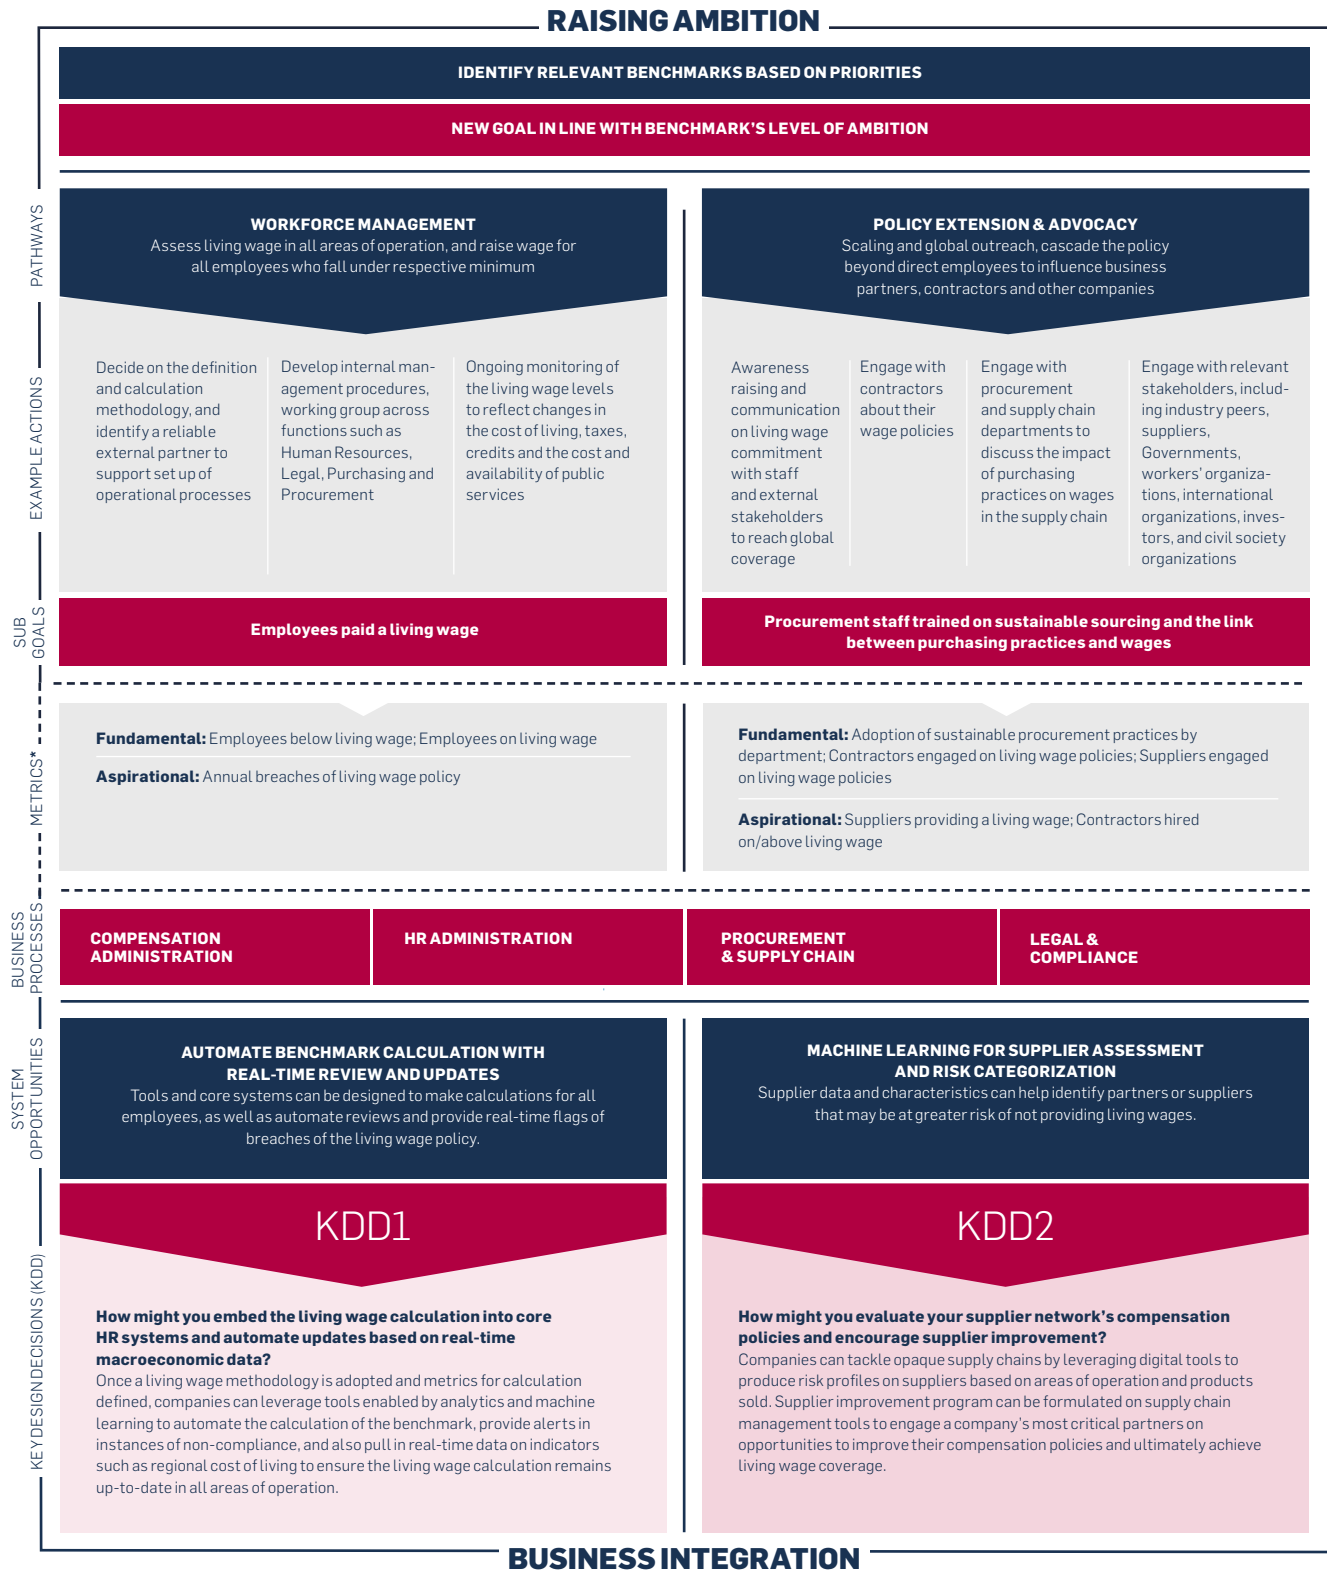 RAISING AMBITION
IDENTIFY RELEVANT BENCHMARKS BASED ON PRIORITIES
NEW GOAL IN LINE WITH BENCHMARK'S LEVEL OF AMBITION
PATHWAYS
WORKFORCE MANAGEMENT
Assess living wage in all areas of operation, and raise wage for
all employees who fall under respective minimum
POLICY EXTENSION & ADVOCACY
Scaling and global outreach, cascade the policy
beyond direct employees to influence business
partners, contractors and other companies
EXAMPLE ACTIONS
Decide on the definition
and calculation
methodology, and
identify a reliable
external partner to
support set up of
operational processes
Develop internal man-
agement procedures,
working group across
functions such as
Human Resources,
Legal, Purchasing and
Procurement
Ongoing monitoring of
the living wage levels
to reflect changes in
the cost of living, taxes,
credits and the cost and
availability of public
services
Awareness
raising and
communication
on living wage
commitment
with staff
and external
stakeholders
to reach global
coverage
Engage with
contractors
about their
wage policies
Engage with
procurement
and supply chain
departments to
discuss the impact
of purchasing
practices on wages
in the supply chain
Engage with relevant
stakeholders, includ-
ing industry peers,
suppliers,
Governments,
workers' organiza-
tions, international
organizations, inves-
tors, and civil society
organizations
SUB
GOALS
Employees paid a living wage
Procurement staff trained on sustainable sourcing and the link
between purchasing practices and wages
METRICS*
Fundamental: Employees below living wage; Employees on living wage
Aspirational: Annual breaches of living wage policy
Fundamental: Adoption of sustainable procurement practices by
department; Contractors engaged on living wage policies; Suppliers engaged
on living wage policies
Aspirational: Suppliers providing a living wage; Contractors hired
on/above living wage
BUSINESS
PROCESSES
COMPENSATION
ADMINISTRATION
HR ADMINISTRATION
PROCUREMENT
& SUPPLY CHAIN
LEGAL &
COMPLIANCE
SYSTEM
OPPORTUNITIES
AUTOMATE BENCHMARK CALCULATION WITH
REAL-TIME REVIEW AND UPDATES
Tools and core systems can be designed to make calculations for all
employees, as well as automate reviews and provide real-time flags of
breaches of the living wage policy.
MACHINE LEARNING FOR SUPPLIER ASSESSMENT
AND RISK CATEGORIZATION
Supplier data and characteristics can help identify partners or suppliers
that may be at greater risk of not providing living wages.
KEY DESIGN DECISIONS (KDD)
KDD1
How might you embed the living wage calculation into core
HR systems and automate updates based on real-time
macroeconomic data?
Once a living wage methodology is adopted and metrics for calculation
defined, companies can leverage tools enabled by analytics and machine
learning to automate the calculation of the benchmark, provide alerts in
instances of non-compliance, and also pull in real-time data on indicators
such as regional cost of living to ensure the living wage calculation remains
up-to-date in all areas of operation.
KDD2
How might you evaluate your supplier network's compensation
policies and encourage supplier improvement?
Companies can tackle opaque supply chains by leveraging digital tools to
produce risk profiles on suppliers based on areas of operation and products
sold. Supplier improvement program can be formulated on supply chain
management tools to engage a company's most critical partners on
opportunities to improve their compensation policies and ultimately achieve
living wage coverage.
BUSINESS INTEGRATION